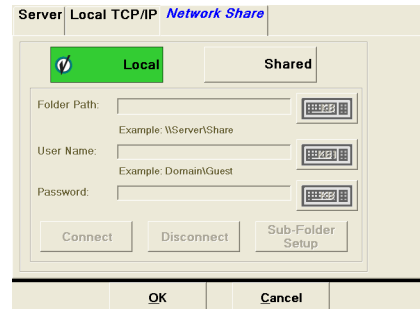 Server Local TCP/IP Network Share
Local Shared
Folder Path:
Example: \\Server\Share
User Name:
Example: Domain\Guest
Password:
Connect Disconnect Sub-Folder Setup
OK Cancel